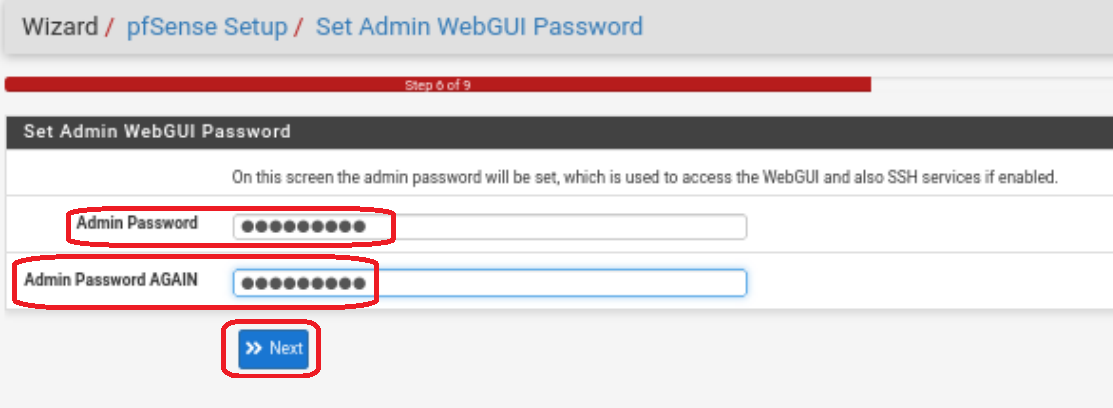 Wizard / pfSense Setup / Set Admin WebGUI Password
Step 6 of 9
Set Admin WebGUI Password
On this screen the admin password will be set, which is used to access the WebGUI and also SSH services if enabled.
Admin Password ●●●●●●●●●
Admin Password AGAIN ●●●●●●●●●
» Next